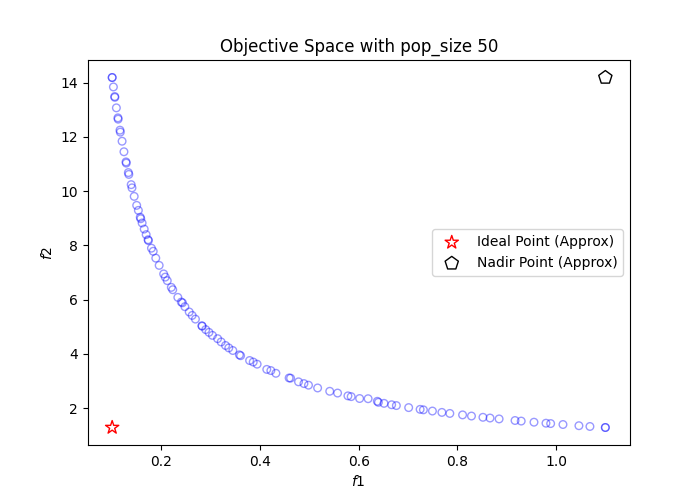 Objective Space with pop_size 50
14
12
10
8
6
4
2
f2
Ideal Point (Approx)
Nadir Point (Approx)
0.2 0.4 0.6 0.8 1.0
f1